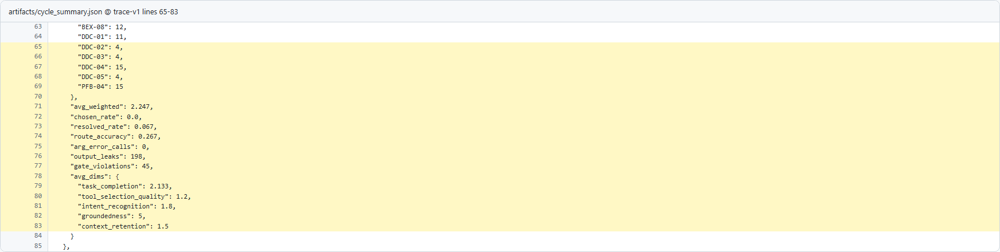 artifacts/cycle_summary.json @ trace-v1 lines 65-83
63 "BEX-08": 12,
64 "DDC-01": 11,
65 "DDC-02": 4,
66 "DDC-03": 4,
67 "DDC-04": 15,
68 "DDC-05": 4,
69 "PFB-04": 15
70 },
71 "avg_weighted": 2.247,
72 "chosen_rate": 0.0,
73 "resolved_rate": 0.067,
74 "route_accuracy": 0.267,
75 "arg_error_calls": 0,
76 "output_leaks": 198,
77 "gate_violations": 45,
78 "avg_dims": {
79 "task_completion": 2.133,
80 "tool_selection_quality": 1.2,
81 "intent_recognition": 1.8,
82 "groundedness": 5,
83 "context_retention": 1.5
84 }
85 },